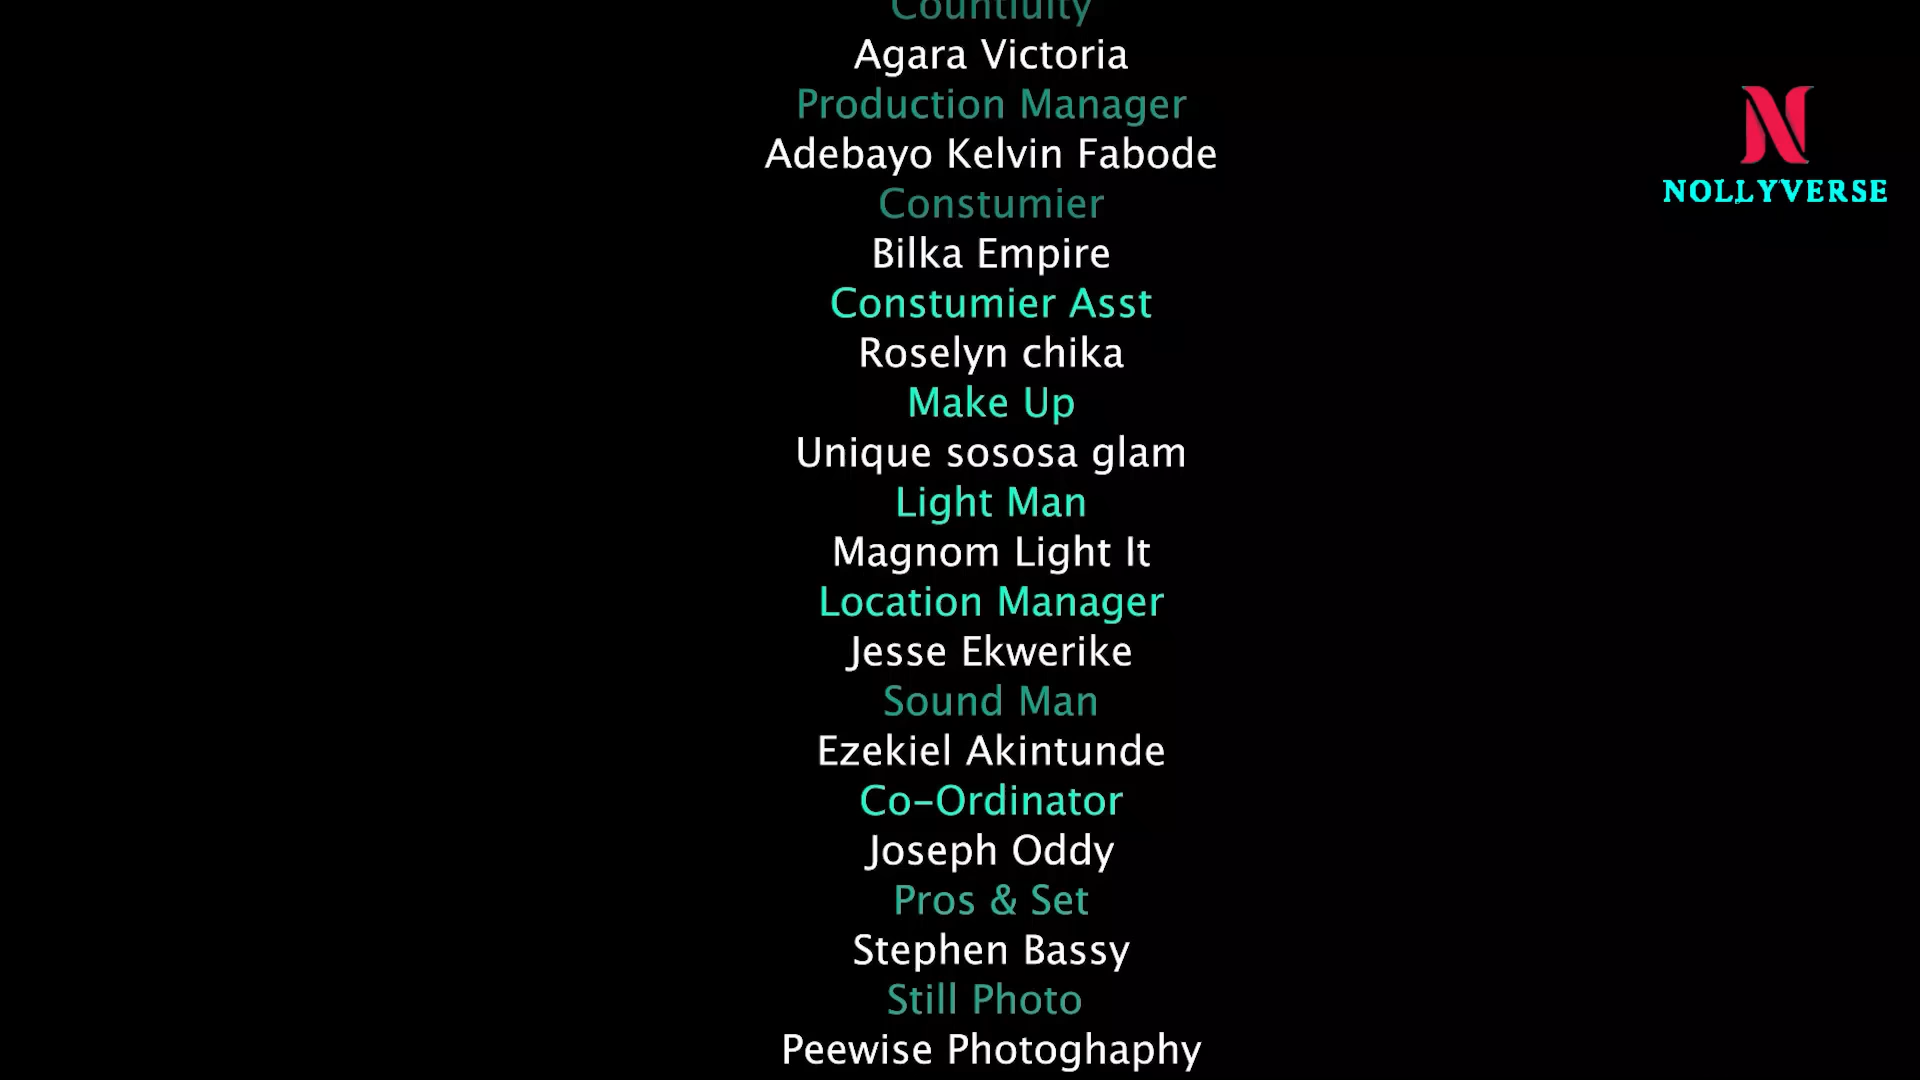 Countiuity
Agara Victoria
Production Manager
Adebayo Kelvin Fabode
Constumier
Bilka Empire
Constumier Asst
Roselyn chika
Make Up
Unique sososa glam
Light Man
Magnom Light It
Location Manager
Jesse Ekwerike
Sound Man
Ezekiel Akintunde
Co-Ordinator
Joseph Oddy
Pros & Set
Stephen Bassy
Still Photo
Peewise Photoghaphy
N
NOLLYVERSE